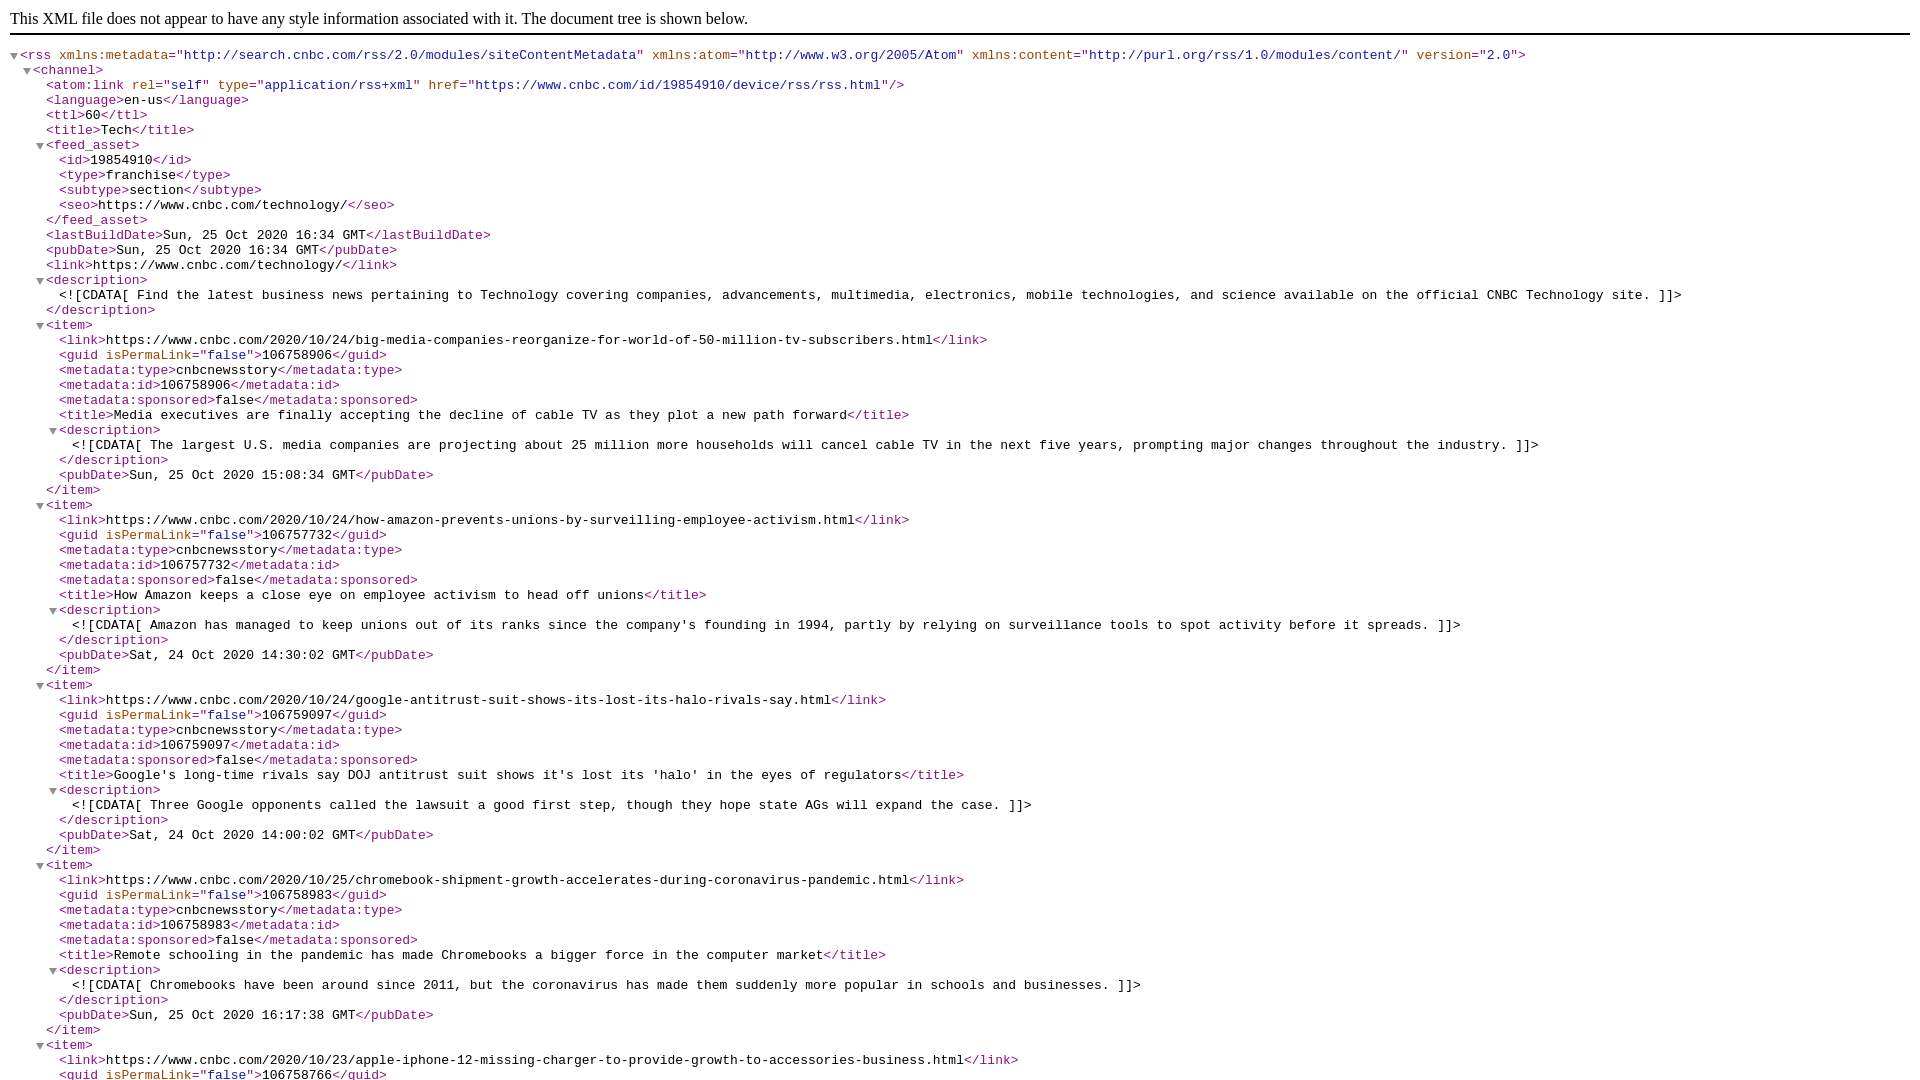 This XML file does not appear to have any style information associated with it. The document tree is shown below.
<rss xmlns:metadata="http://search.cnbc.com/rss/2.0/modules/siteContentMetadata" xmlns:atom="http://www.w3.org/2005/Atom" xmlns:content="http://purl.org/rss/1.0/modules/content/" version="2.0">
<channel>
<atom:link rel="self" type="application/rss+xml" href="https://www.cnbc.com/id/19854910/device/rss/rss.html"/>
<language>en-us</language>
<ttl>60</ttl>
<title>Tech</title>
<feed_asset>
<id>19854910</id>
<type>franchise</type>
<subtype>section</subtype>
<seo>https://www.cnbc.com/technology/</seo>
</feed_asset>
<lastBuildDate>Sun, 25 Oct 2020 16:34 GMT</lastBuildDate>
<pubDate>Sun, 25 Oct 2020 16:34 GMT</pubDate>
<link>https://www.cnbc.com/technology/</link>
<description>
<![CDATA[ Find the latest business news pertaining to Technology covering companies, advancements, multimedia, electronics, mobile technologies, and science available on the official CNBC Technology site. ]]>
</description>
<item>
<link>https://www.cnbc.com/2020/10/24/big-media-companies-reorganize-for-world-of-50-million-tv-subscribers.html</link>
<guid isPermaLink="false">106758906</guid>
<metadata:type>cnbcnewsstory</metadata:type>
<metadata:id>106758906</metadata:id>
<metadata:sponsored>false</metadata:sponsored>
<title>Media executives are finally accepting the decline of cable TV as they plot a new path forward</title>
<description>
<![CDATA[ The largest U.S. media companies are projecting about 25 million more households will cancel cable TV in the next five years, prompting major changes throughout the industry. ]]>
</description>
<pubDate>Sun, 25 Oct 2020 15:08:34 GMT</pubDate>
</item>
<item>
<link>https://www.cnbc.com/2020/10/24/how-amazon-prevents-unions-by-surveilling-employee-activism.html</link>
<guid isPermaLink="false">106757732</guid>
<metadata:type>cnbcnewsstory</metadata:type>
<metadata:id>106757732</metadata:id>
<metadata:sponsored>false</metadata:sponsored>
<title>How Amazon keeps a close eye on employee activism to head off unions</title>
<description>
<![CDATA[ Amazon has managed to keep unions out of its ranks since the company's founding in 1994, partly by relying on surveillance tools to spot activity before it spreads. ]]>
</description>
<pubDate>Sat, 24 Oct 2020 14:30:02 GMT</pubDate>
</item>
<item>
<link>https://www.cnbc.com/2020/10/24/google-antitrust-suit-shows-its-lost-its-halo-rivals-say.html</link>
<guid isPermaLink="false">106759097</guid>
<metadata:type>cnbcnewsstory</metadata:type>
<metadata:id>106759097</metadata:id>
<metadata:sponsored>false</metadata:sponsored>
<title>Google's long-time rivals say DOJ antitrust suit shows it's lost its 'halo' in the eyes of regulators</title>
<description>
<![CDATA[ Three Google opponents called the lawsuit a good first step, though they hope state AGs will expand the case. ]]>
</description>
<pubDate>Sat, 24 Oct 2020 14:00:02 GMT</pubDate>
</item>
<item>
<link>https://www.cnbc.com/2020/10/25/chromebook-shipment-growth-accelerates-during-coronavirus-pandemic.html</link>
<guid isPermaLink="false">106758983</guid>
<metadata:type>cnbcnewsstory</metadata:type>
<metadata:id>106758983</metadata:id>
<metadata:sponsored>false</metadata:sponsored>
<title>Remote schooling in the pandemic has made Chromebooks a bigger force in the computer market</title>
<description>
<![CDATA[ Chromebooks have been around since 2011, but the coronavirus has made them suddenly more popular in schools and businesses. ]]>
</description>
<pubDate>Sun, 25 Oct 2020 16:17:38 GMT</pubDate>
</item>
<item>
<link>https://www.cnbc.com/2020/10/23/apple-iphone-12-missing-charger-to-provide-growth-to-accessories-business.html</link>
<guid isPermaLink="false">106758766</guid>